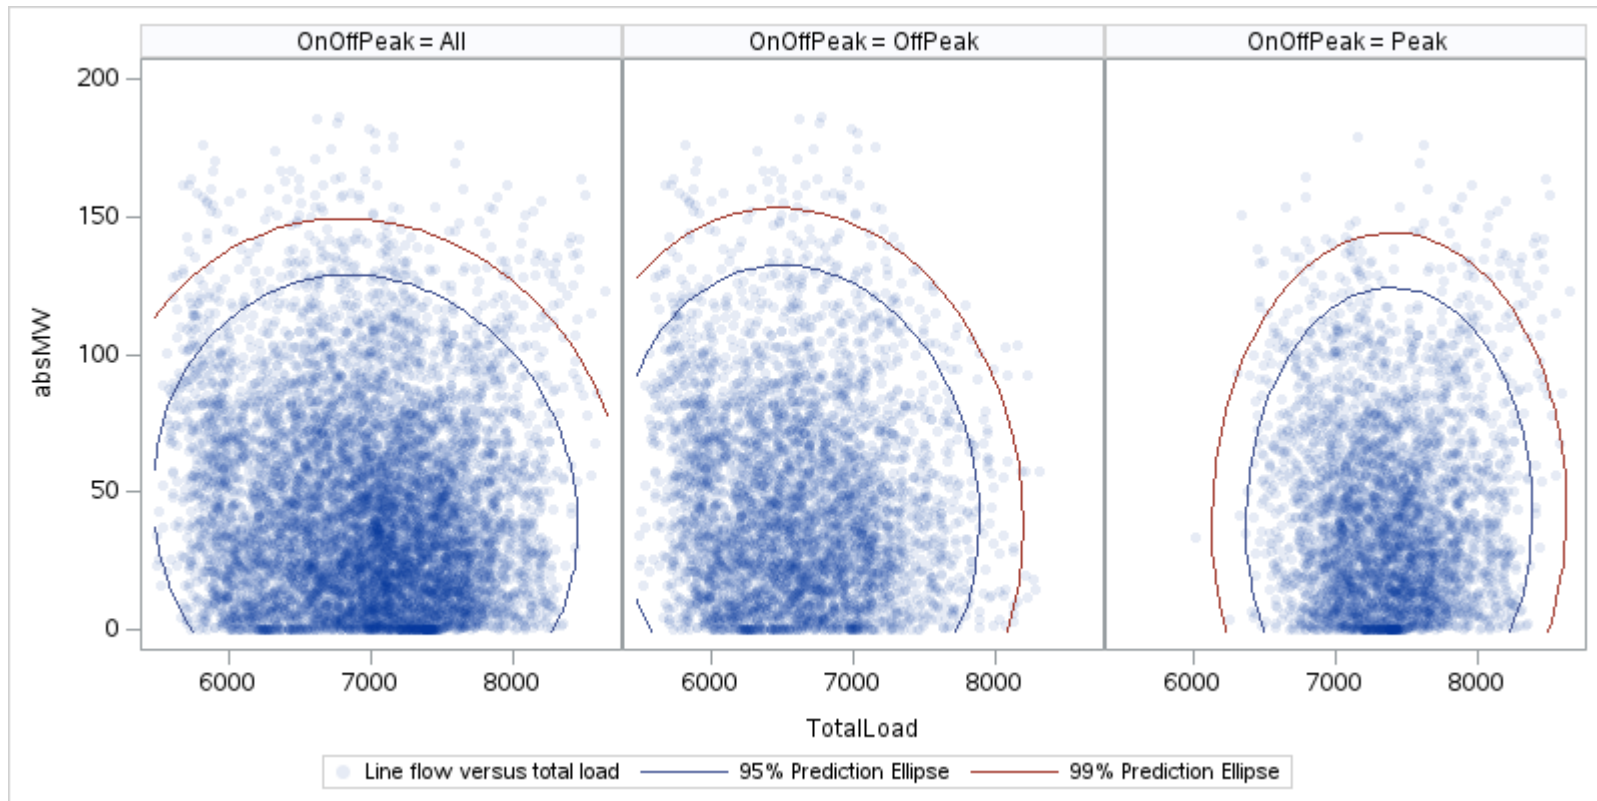 OnOffPeak = All
OnOffPeak = OffPeak
OnOffPeak = Peak
200
150
100
50
0
absMW
6000
7000
8000
6000
7000
8000
6000
7000
8000
TotalLoad
Line flow versus total load
95% Prediction Ellipse
99% Prediction Ellipse